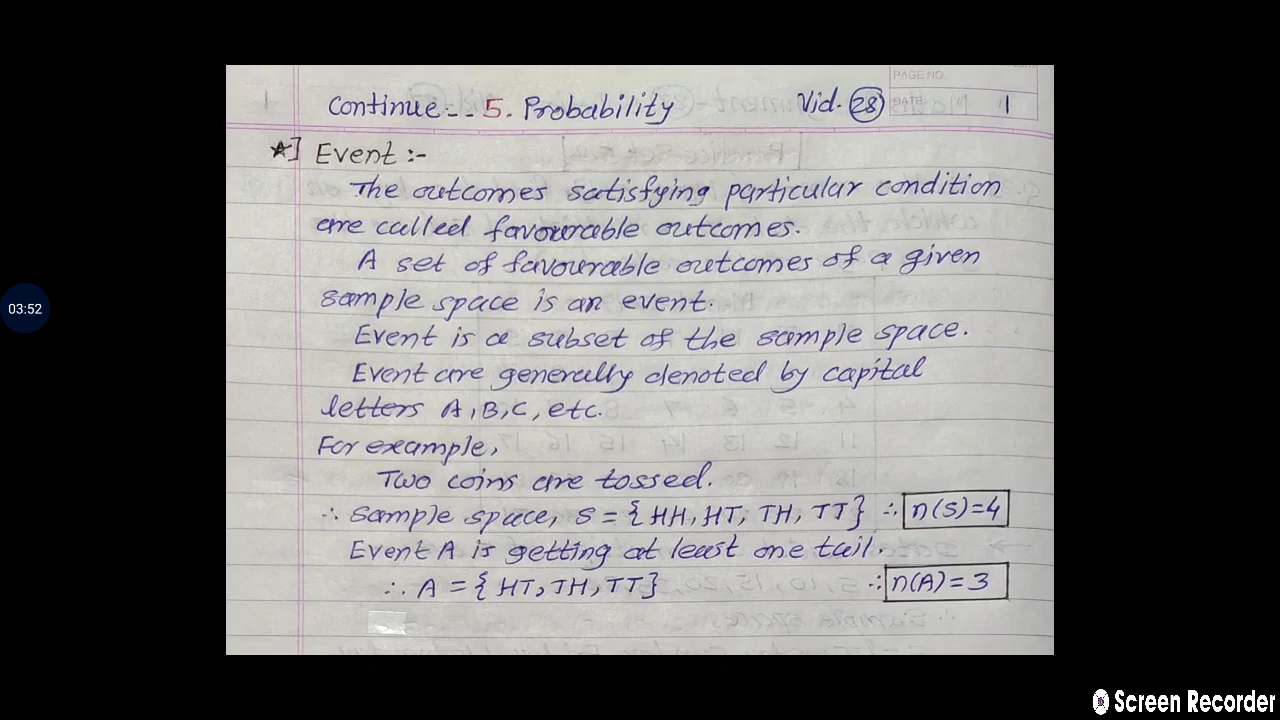 PAGE NO.
continue:-- 5. Probability Vid. 28 DATE: 1
★] Event :-
The outcomes satisfying particular condition
are called favourable outcomes.
A set of favourable outcomes of a given
sample space is an event.
Event is a subset of the sample space.
Event are generally denoted by capital
letters A, B, C, etc.
For example,
Two coins are tossed.
∴ Sample space, S = { HH, HT, TH, TT} ∴ n(S)=4
Event A is getting at least one tail.
∴ A = { HT, TH, TT} ∴ n(A) = 3
03:52
Screen Recorder